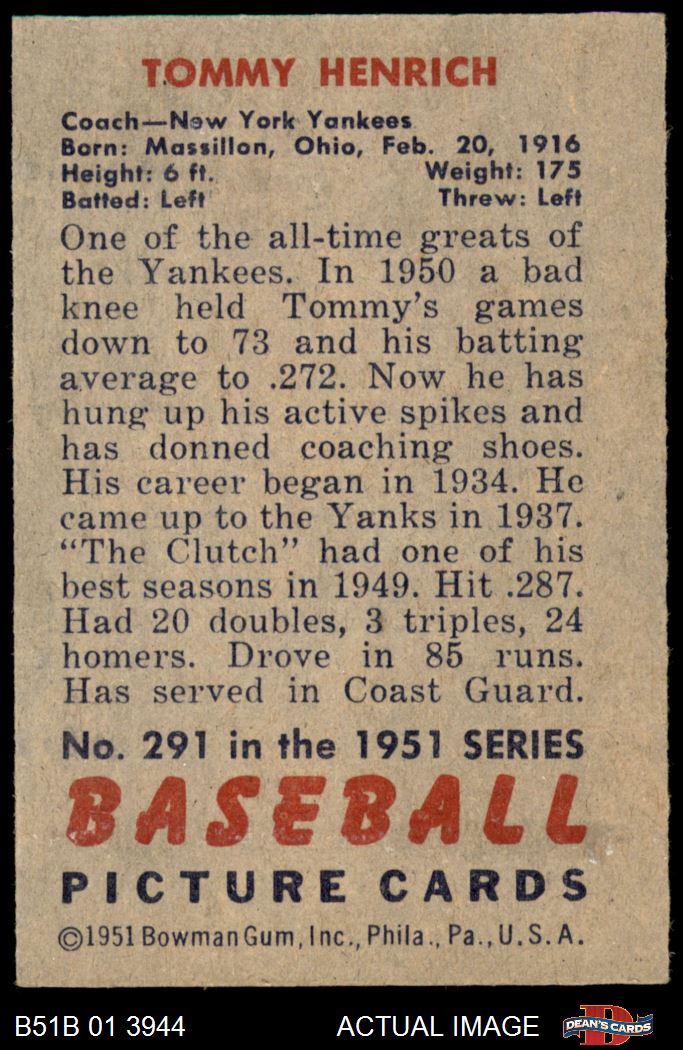 TOMMY HENRICH
Coach—New York Yankees
Born: Massillon, Ohio, Feb. 20, 1916
Height: 6 ft. Weight: 175
Batted: Left Threw: Left
One of the all-time greats of
the Yankees. In 1950 a bad
knee held Tommy's games
down to 73 and his batting
average to .272. Now he has
hung up his active spikes and
has donned coaching shoes.
His career began in 1934. He
came up to the Yanks in 1937.
"The Clutch" had one of his
best seasons in 1949. Hit .287.
Had 20 doubles, 3 triples, 24
homers. Drove in 85 runs.
Has served in Coast Guard.
No. 291 in the 1951 SERIES
BASEBALL
PICTURE CARDS
©1951 Bowman Gum, Inc., Phila., Pa., U.S.A.
B51B 01 3944 ACTUAL IMAGE D DEAN'S CARDS